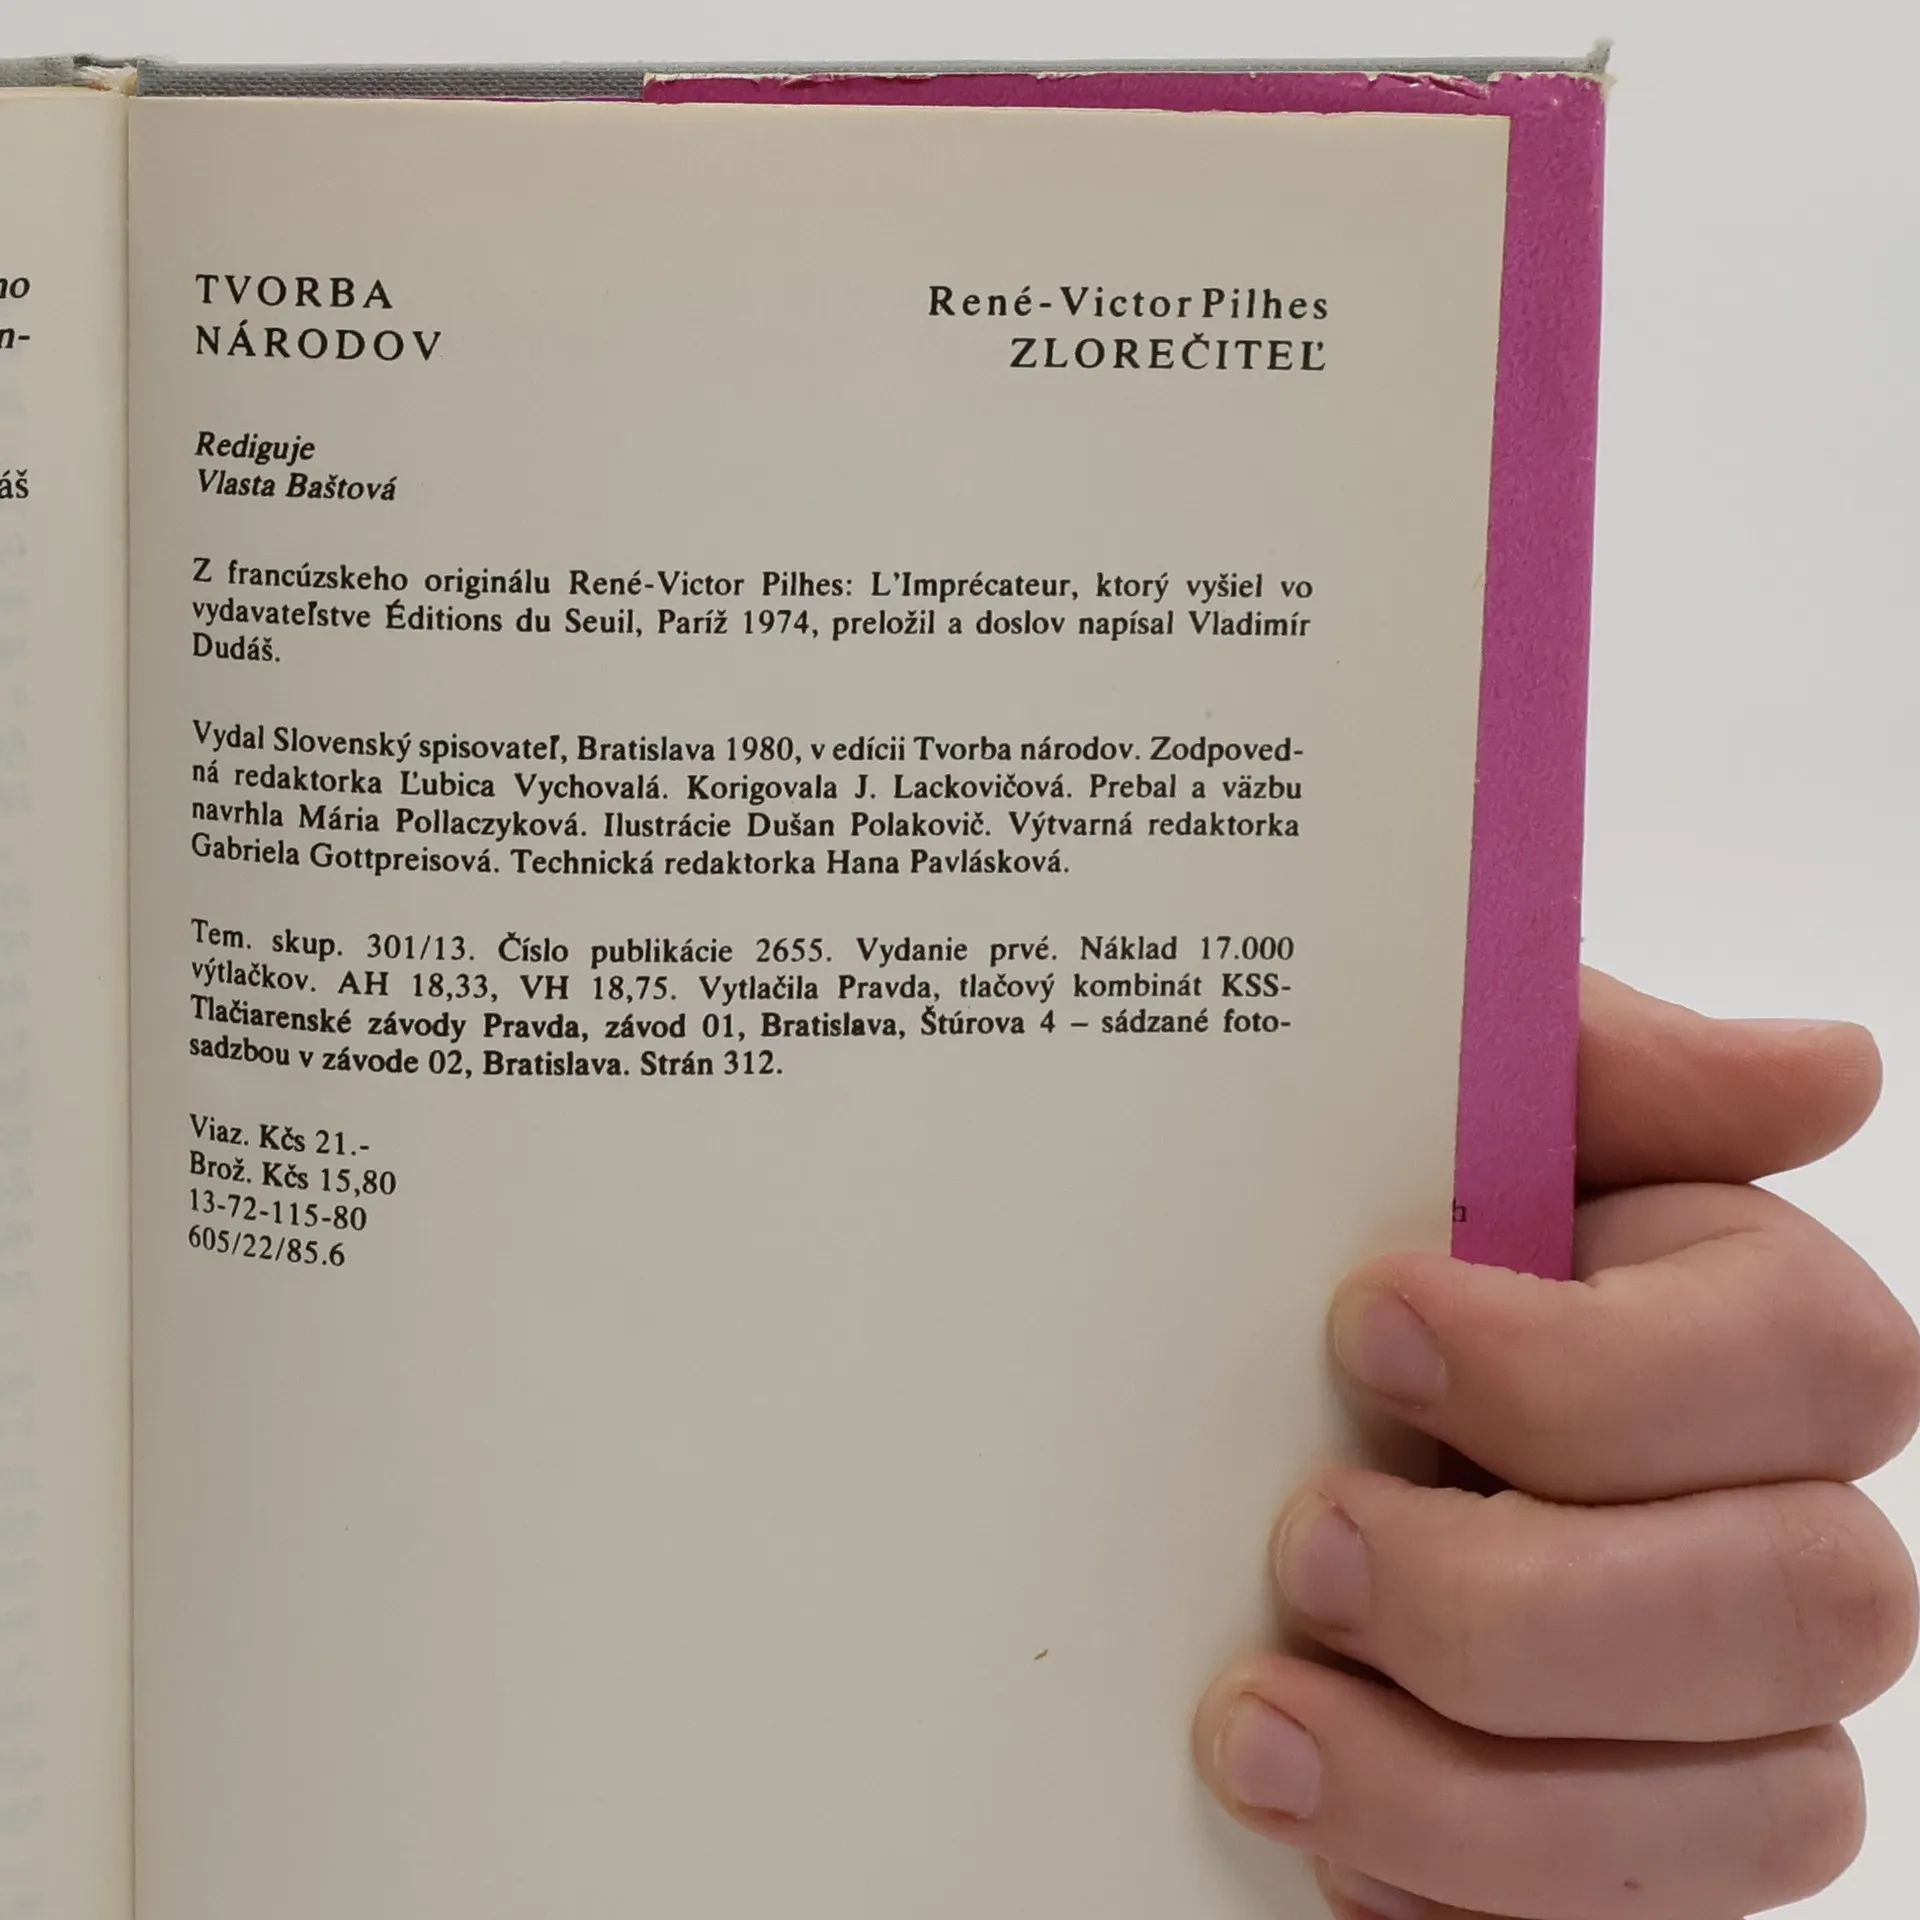 no
n-
áš
TVORBA
NÁRODOV
René-Victor Pilhes
ZLOREČITEĽ
Rediguje
Vlasta Baštová
Z francúzskeho originálu René-Victor Pilhes: L'Imprécateur, ktorý vyšiel vo
vydavateľstve Éditions du Seuil, Paríž 1974, preložil a doslov napísal Vladimír
Dudáš.
Vydal Slovenský spisovateľ, Bratislava 1980, v edícii Tvorba národov. Zodpoved-
ná redaktorka Ľubica Vychovalá. Korigovala J. Lackovičová. Prebal a väzbu
navrhla Mária Pollaczyková. Ilustrácie Dušan Polakovič. Výtvarná redaktorka
Gabriela Gottpreisová. Technická redaktorka Hana Pavlásková.
Tem. skup. 301/13. Číslo publikácie 2655. Vydanie prvé. Náklad 17.000
výtlačkov. AH 18,33, VH 18,75. Vytlačila Pravda, tlačový kombinát KSS-
Tlačiarenské závody Pravda, závod 01, Bratislava, Štúrova 4 – sádzané foto-
sadzbou v závode 02, Bratislava. Strán 312.
Viaz. Kčs 21.-
Brož. Kčs 15,80
13-72-115-80
605/22/85.6
h